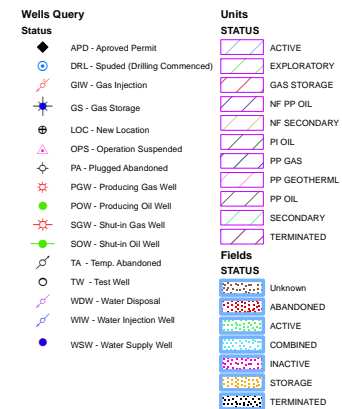 Wells Query
Status
APD - Aproved Permit
DRL - Spuded (Drilling Commenced)
GIW - Gas Injection
GS - Gas Storage
LOC - New Location
OPS - Operation Suspended
PA - Plugged Abandoned
PGW - Producing Gas Well
POW - Producing Oil Well
SGW - Shut-in Gas Well
SOW - Shut-in Oil Well
TA - Temp. Abandoned
TW - Test Well
WDW - Water Disposal
WIW - Water Injection Well
WSW - Water Supply Well
Units
STATUS
ACTIVE
EXPLORATORY
GAS STORAGE
NF PP OIL
NF SECONDARY
PI OIL
PP GAS
PP GEOTHERML
PP OIL
SECONDARY
TERMINATED
Fields
STATUS
Unknown
ABANDONED
ACTIVE
COMBINED
INACTIVE
STORAGE
TERMINATED